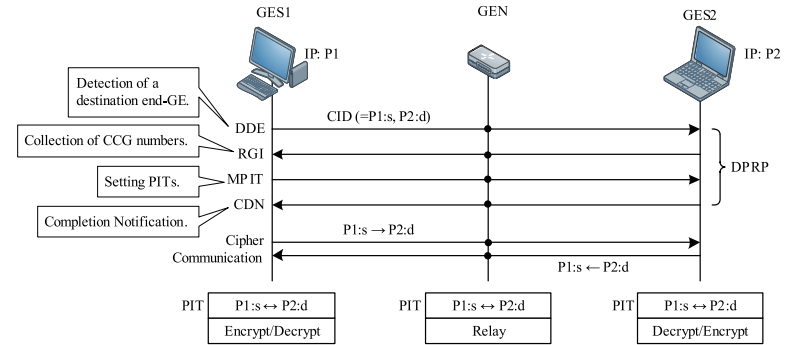 GES1
GEN
GES2
IP: P1
IP: P2
Detection of a
destination end-GE.
DDE
CID (=P1:s, P2:d)
Collection of CCG numbers.
RGI
DPRP
Setting PITs.
MPIT
CDN
Completion Notification.
Cipher
Communication
P1:s → P2:d
P1:s ← P2:d
PIT
P1:s ↔ P2:d
Encrypt/Decrypt
PIT
P1:s ↔ P2:d
Relay
PIT
P1:s ↔ P2:d
Decrypt/Encrypt